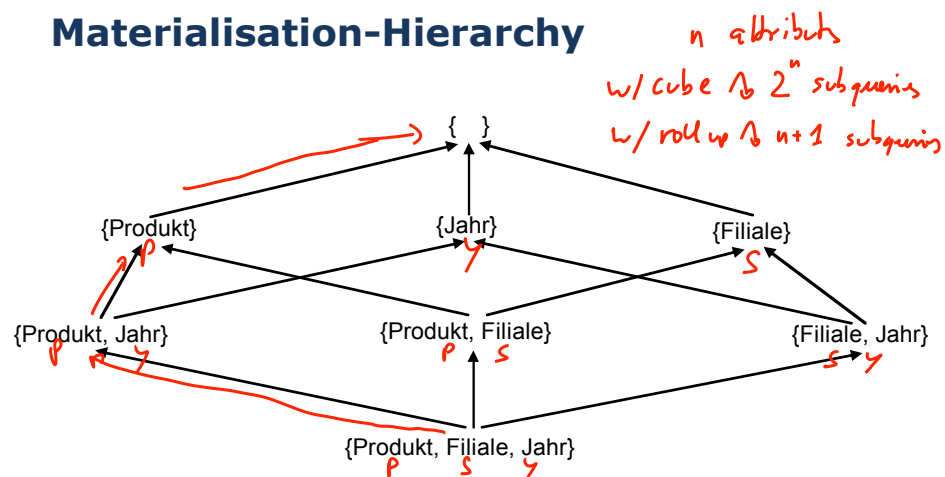 Materialisation-Hierarchy
n attributs
w/ cube ↳ 2^n subqueries
w/ roll up ↳ n+1 subqueries
{ }
{Produkt} {Jahr} {Filiale}
P Y S
{Produkt, Jahr} {Produkt, Filiale} {Filiale, Jahr}
P Y P S S Y
{Produkt, Filiale, Jahr}
P S Y